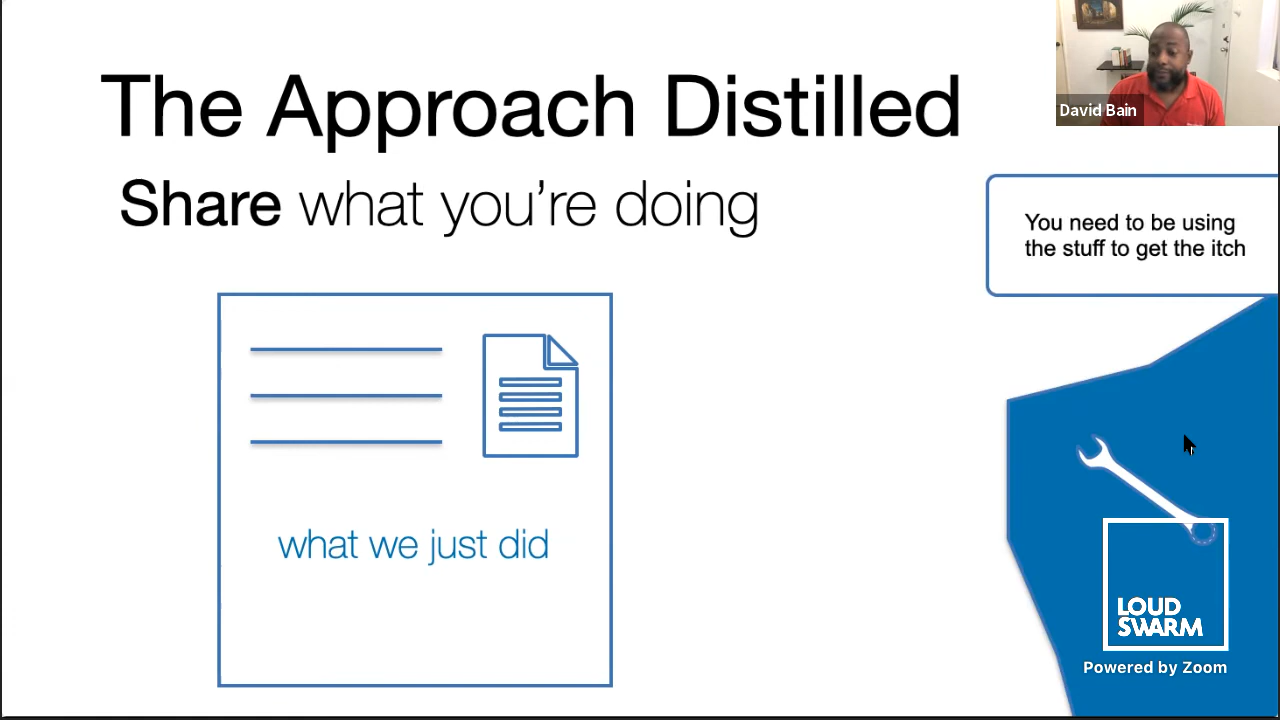 The Approach Distilled
David Bain
Share what you're doing
You need to be using
the stuff to get the itch
what we just did
LOUD
SWARM
Powered by Zoom